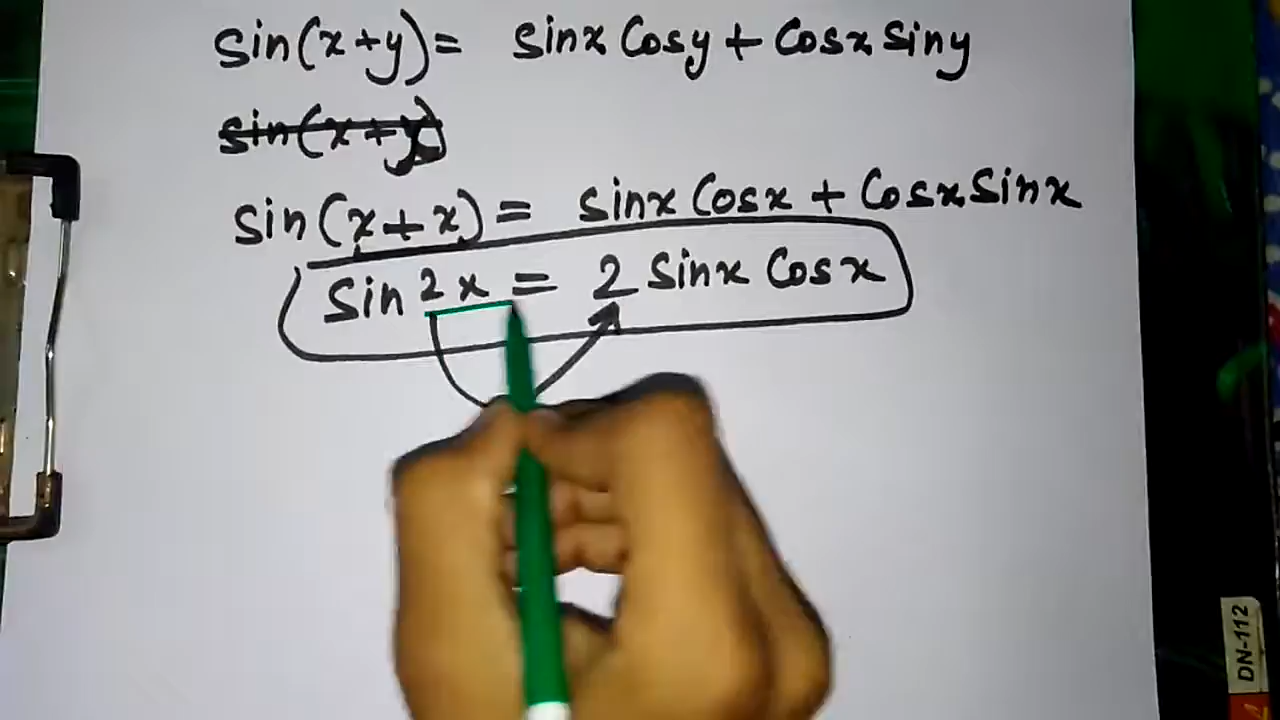 sin(x+y)= sinx Cosy + Cosx siny
sin(x+y)
sin(x+x)= sinx Cosx + Cosx Sinx
Sin 2x = 2 Sinx Cosx
DN-112